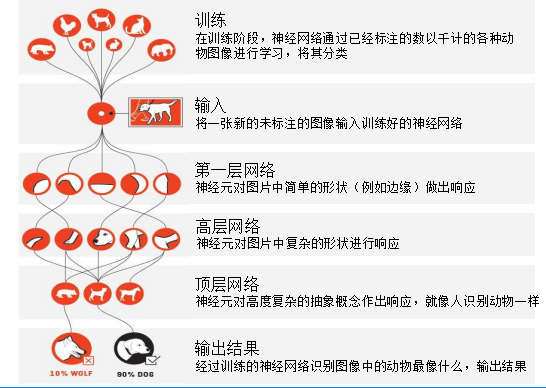 训练
在训练阶段，神经网络通过已经标注的数以千计的各种动
物图像进行学习，将其分类
输入
将一张新的未标注的图像输入训练好的神经网络
第一层网络
神经元对图片中简单的形状（例如边缘）做出响应
高层网络
神经元对图片中复杂的形状进行响应
顶层网络
神经元对高度复杂的抽象概念作出响应，就像人识别动物一样
输出结果
经过训练的神经网络识别图像中的动物最像什么，输出结果
10% WOLF
90% DOG